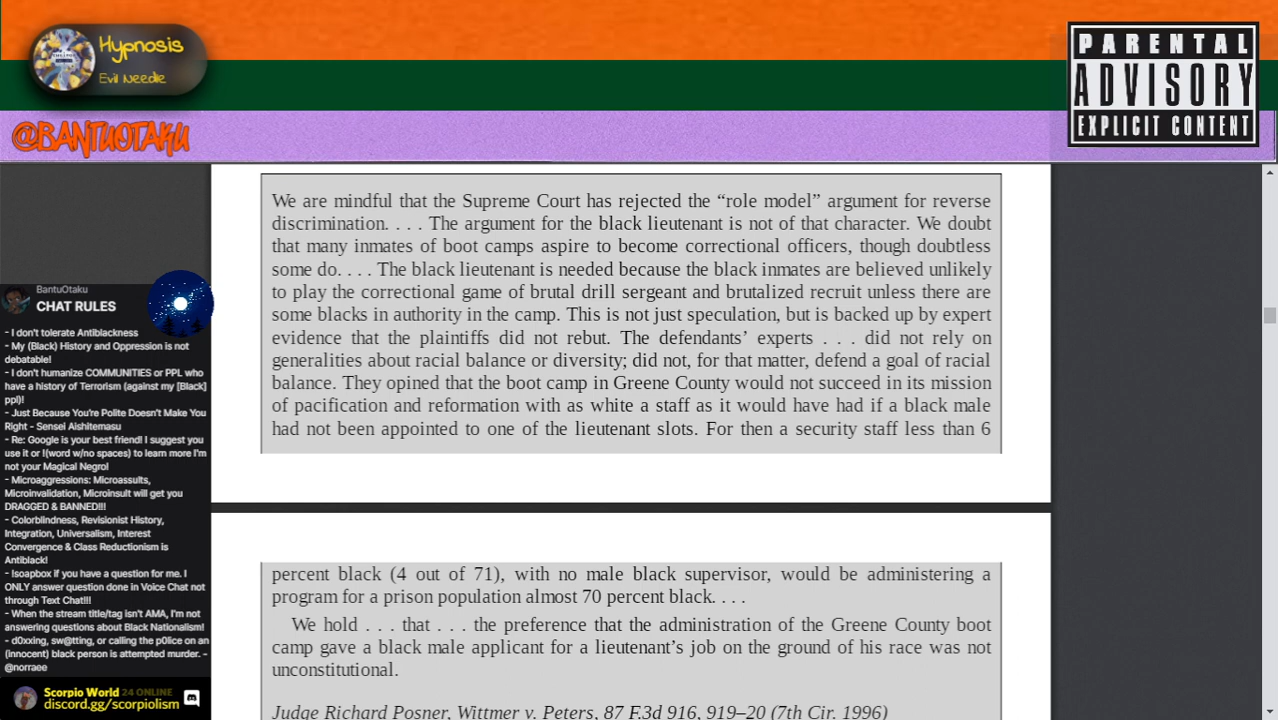 Hypnosis
Evil Needle
PARENTAL
ADVISORY
EXPLICIT CONTENT
@BANTUOTAKU
We are mindful that the Supreme Court has rejected the “role model” argument for reverse
discrimination. . . . The argument for the black lieutenant is not of that character. We doubt
that many inmates of boot camps aspire to become correctional officers, though doubtless
some do. . . . The black lieutenant is needed because the black inmates are believed unlikely
to play the correctional game of brutal drill sergeant and brutalized recruit unless there are
some blacks in authority in the camp. This is not just speculation, but is backed up by expert
evidence that the plaintiffs did not rebut. The defendants’ experts . . . did not rely on
generalities about racial balance or diversity; did not, for that matter, defend a goal of racial
balance. They opined that the boot camp in Greene County would not succeed in its mission
of pacification and reformation with as white a staff as it would have had if a black male
had not been appointed to one of the lieutenant slots. For then a security staff less than 6
percent black (4 out of 71), with no male black supervisor, would be administering a
program for a prison population almost 70 percent black. . . .
We hold . . . that . . . the preference that the administration of the Greene County boot
camp gave a black male applicant for a lieutenant’s job on the ground of his race was not
unconstitutional.
Judge Richard Posner, Wittmer v. Peters, 87 F.3d 916, 919–20 (7th Cir. 1996)
BantuOtaku
CHAT RULES
- I don't tolerate Antiblackness
- My (Black) History and Oppression is not
debatable!
- I don't humanize COMMUNITIES or PPL who
have a history of Terrorism (against my [Black]
ppl)!
- Just Because You're Polite Doesn't Make You
Right - Sensei Aishitemasu
- Re: Google is your best friend! I suggest you
use it or !(word w/no spaces) to learn more I'm
not your Magical Negro!
- Microaggressions: Microassults,
Microinvalidation, Microinsult will get you
DRAGGED & BANNED!!!
- Colorblindness, Revisionist History,
Integration, Universalism, Interest
Convergence & Class Reductionism is
Antiblack!
- !soapbox if you have a question for me. I
ONLY answer question done in Voice Chat not
through Text Chat!!!
- When the stream title/tag isn't AMA, I'm not
answering questions about Black Nationalism!
- d0xxing, sw@tting, or calling the p0lice on an
(innocent) black person is attempted murder. -
@norraee
Scorpio World 24 ONLINE
discord.gg/scorpiolism